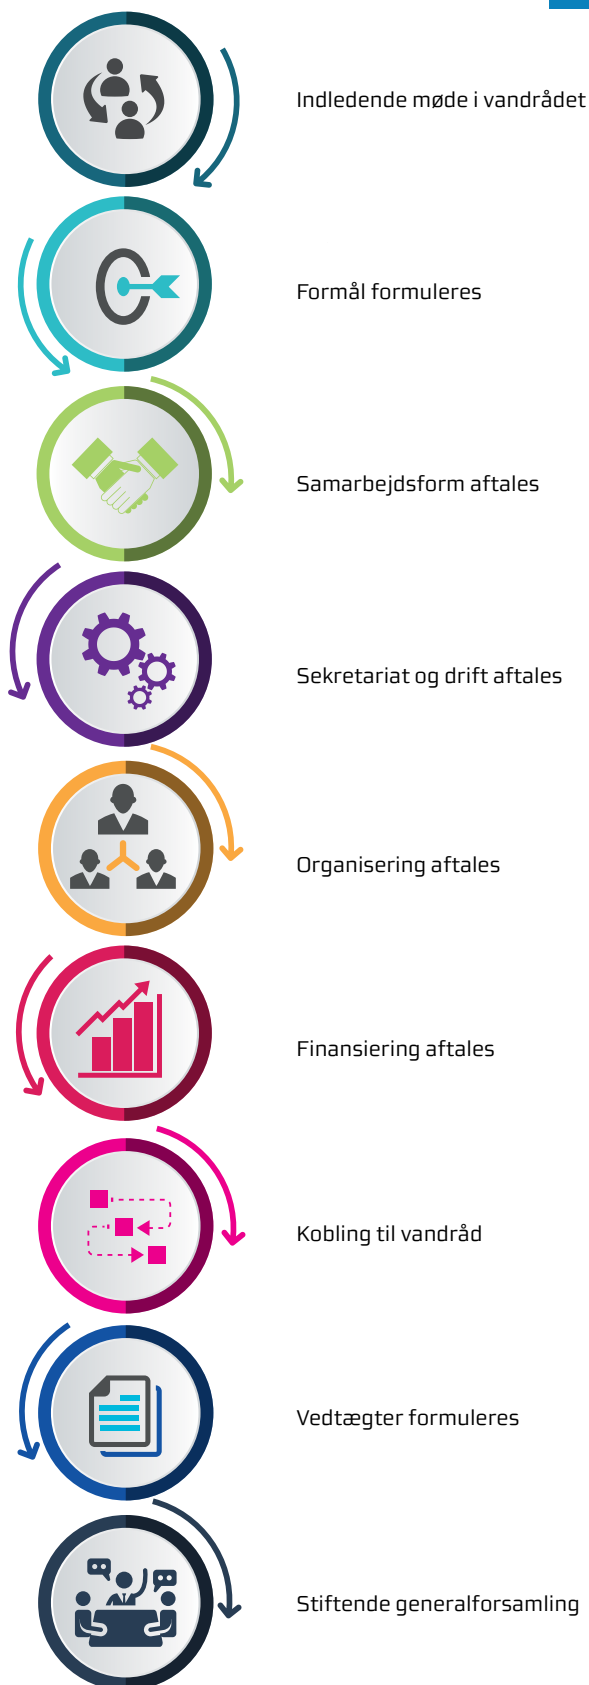 Indledende møde i vandrådet
Formål formuleres
Samarbejdsform aftales
Sekretariat og drift aftales
Organisering aftales
Finansiering aftales
Kobling til vandråd
Vedtægter formuleres
Stiftende generalforsamling